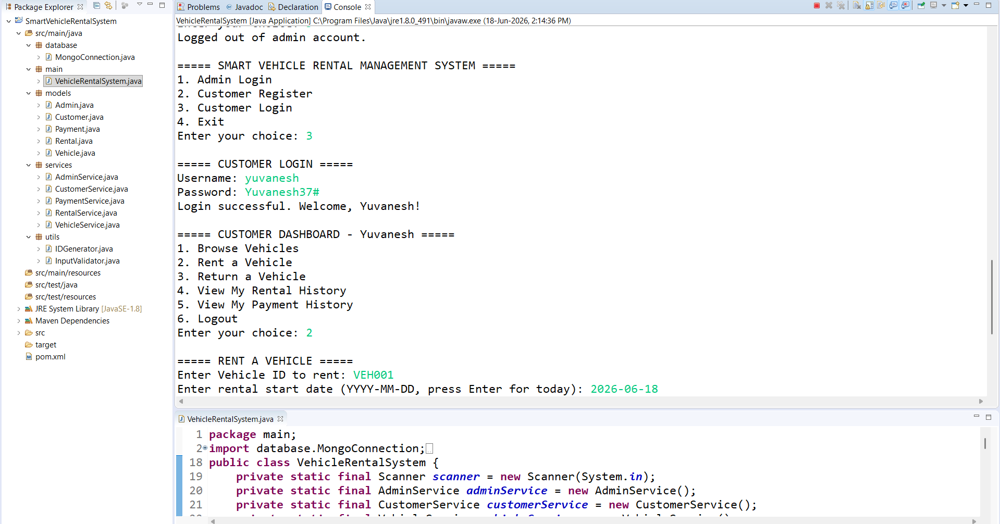 Package Explorer
SmartVehicleRentalSystem
src/main/java
database
MongoConnection.java
main
VehicleRentalSystem.java
models
Admin.java
Customer.java
Payment.java
Rental.java
Vehicle.java
services
AdminService.java
CustomerService.java
PaymentService.java
RentalService.java
VehicleService.java
utils
IDGenerator.java
InputValidator.java
src/main/resources
src/test/java
src/test/resources
JRE System Library [JavaSE-1.8]
Maven Dependencies
src
target
pom.xml
Problems @ Javadoc Declaration Console
VehicleRentalSystem [Java Application] C:\Program Files\Java\jre1.8.0_491\bin\javaw.exe (18-Jun-2026, 2:14:36 PM)
Logged out of admin account.
===== SMART VEHICLE RENTAL MANAGEMENT SYSTEM =====
1. Admin Login
2. Customer Register
3. Customer Login
4. Exit
Enter your choice: 3
===== CUSTOMER LOGIN =====
Username: yuvanesh
Password: Yuvanesh37#
Login successful. Welcome, Yuvanesh!
===== CUSTOMER DASHBOARD - Yuvanesh =====
1. Browse Vehicles
2. Rent a Vehicle
3. Return a Vehicle
4. View My Rental History
5. View My Payment History
6. Logout
Enter your choice: 2
===== RENT A VEHICLE =====
Enter Vehicle ID to rent: VEH001
Enter rental start date (YYYY-MM-DD, press Enter for today): 2026-06-18
VehicleRentalSystem.java
1 package main;
2 import database.MongoConnection;
18 public class VehicleRentalSystem {
19 private static final Scanner scanner = new Scanner(System.in);
20 private static final AdminService adminService = new AdminService();
21 private static final CustomerService customerService = new CustomerService();